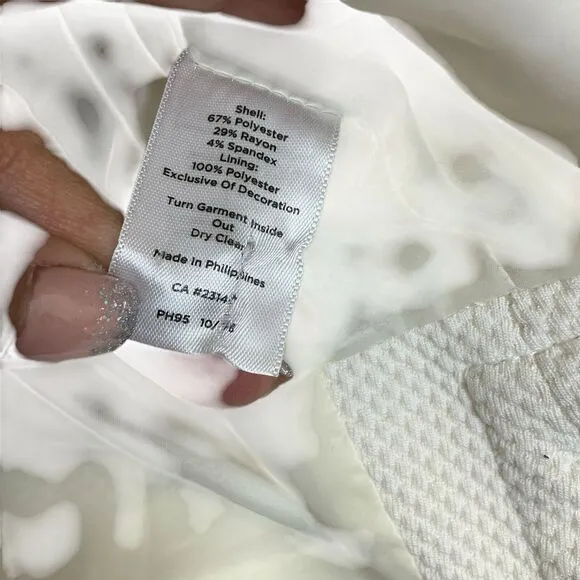 Shell:
67% Polyester
29% Rayon
4% Spandex
Lining:
100% Polyester
Exclusive Of Decoration
Turn Garment Inside
Out
Dry Clean
Made In Philippines
CA
PH95